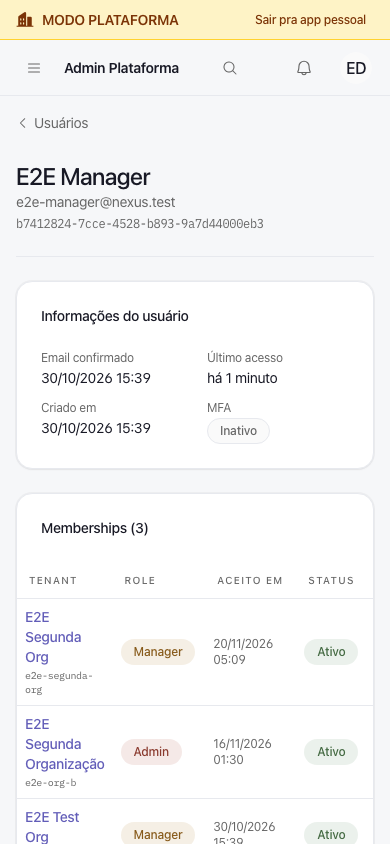 MODO PLATAFORMA
Sair pra app pessoal
Admin Plataforma
ED
Usuários
E2E Manager
e2e-manager@nexus.test
b7412824-7cce-4528-b893-9a7d44000eb3
Informações do usuário
Email confirmado
Último acesso
30/10/2026 15:39
há 1 minuto
Criado em
MFA
30/10/2026 15:39
Inativo
Memberships (3)
TENANT ROLE ACEITO EM STATUS
E2E
Segunda
Org
e2e-segunda-
org
Manager
20/11/2026
05:09
Ativo
E2E
Segunda
Organização
e2e-org-b
Admin
16/11/2026
01:30
Ativo
E2E Test
Org
Manager
30/10/2026
15:39
Ativo